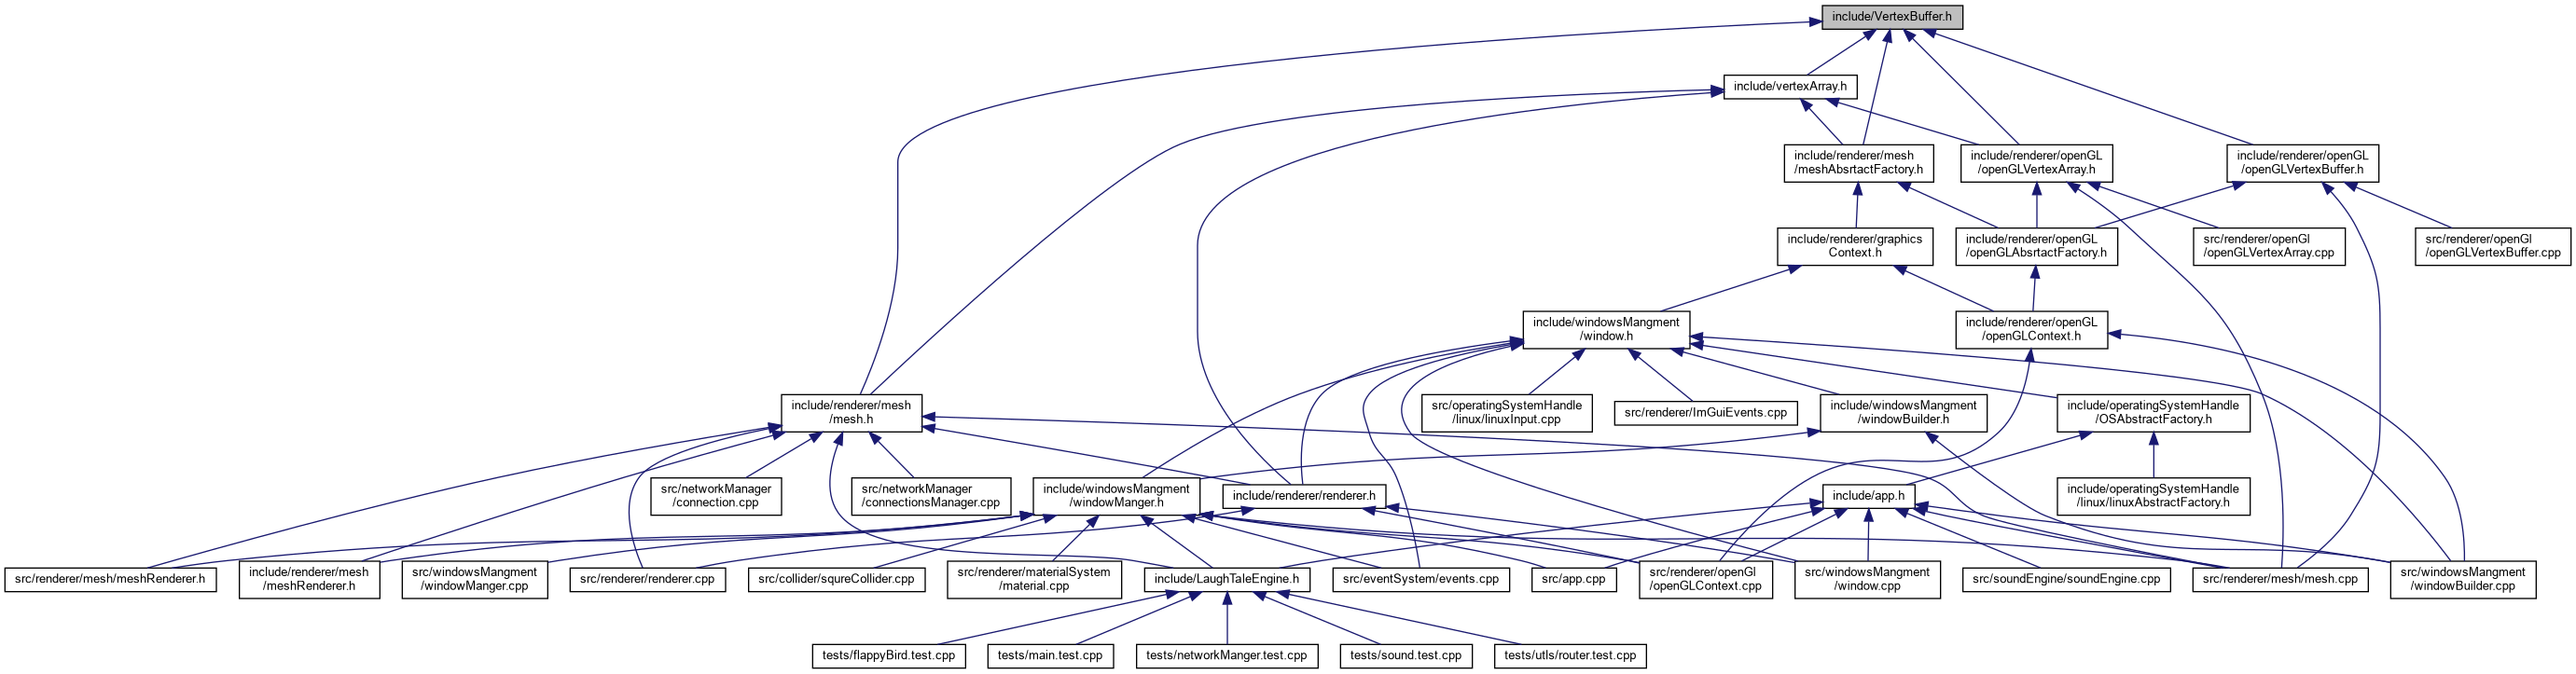 include/VertexBuffer.h
include/vertexArray.h
include/renderer/mesh
/meshAbsrtactFactory.h
include/renderer/openGL
/openGLVertexArray.h
include/renderer/openGL
/openGLVertexBuffer.h
include/renderer/graphics
Context.h
include/renderer/openGL
/openGLAbsrtactFactory.h
src/renderer/openGl
/openGLVertexArray.cpp
src/renderer/openGl
/openGLVertexBuffer.cpp
include/windowsMangment
/window.h
include/renderer/openGL
/openGLContext.h
include/renderer/mesh
/mesh.h
src/operatingSystemHandle
/linux/linuxInput.cpp
src/renderer/ImGuiEvents.cpp
include/windowsMangment
/windowBuilder.h
include/operatingSystemHandle
/OSAbstractFactory.h
src/networkManager
/connection.cpp
src/networkManager
/connectionsManager.cpp
include/windowsMangment
/windowManger.h
include/renderer/renderer.h
include/app.h
include/operatingSystemHandle
/linux/linuxAbstractFactory.h
src/renderer/mesh/meshRenderer.h
include/renderer/mesh
/meshRenderer.h
src/windowsMangment
/windowManger.cpp
src/renderer/renderer.cpp
src/collider/squreCollider.cpp
src/renderer/materialSystem
/material.cpp
include/LaughTaleEngine.h
src/eventSystem/events.cpp
src/app.cpp
src/renderer/openGl
/openGLContext.cpp
src/windowsMangment
/window.cpp
src/soundEngine/soundEngine.cpp
src/renderer/mesh/mesh.cpp
src/windowsMangment
/windowBuilder.cpp
tests/flappyBird.test.cpp
tests/main.test.cpp
tests/networkManger.test.cpp
tests/sound.test.cpp
tests/utls/router.test.cpp